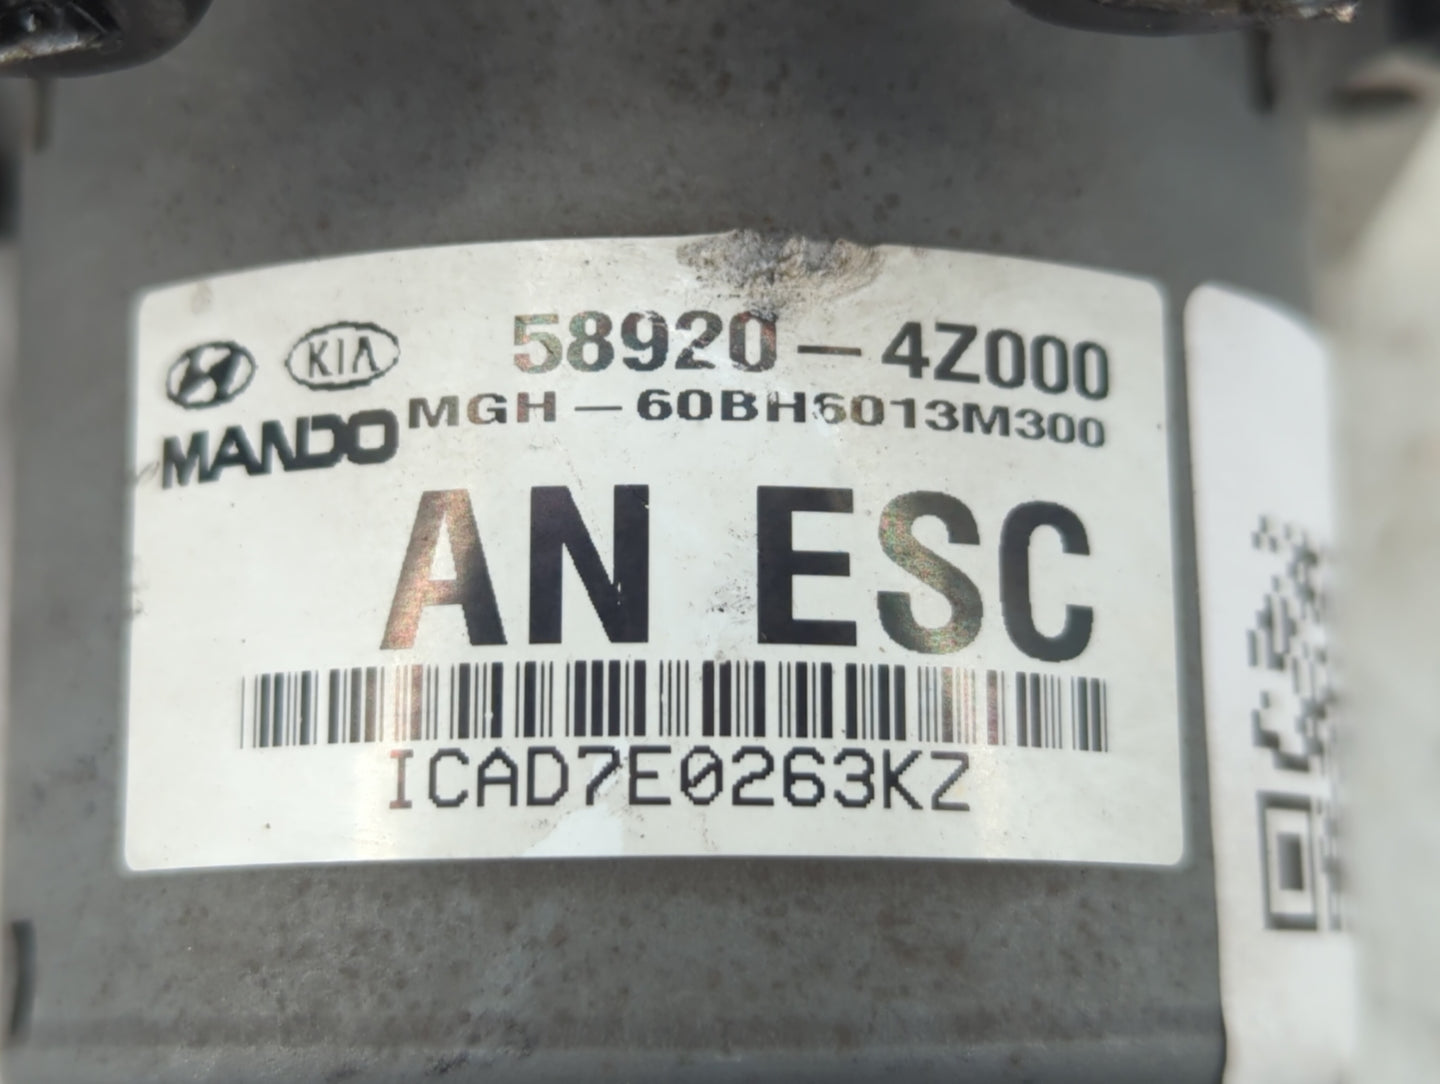 KIA 58920-4Z000
MANDO MGH-60BH6013M300
AN ESC
ICAD7E0263KZ